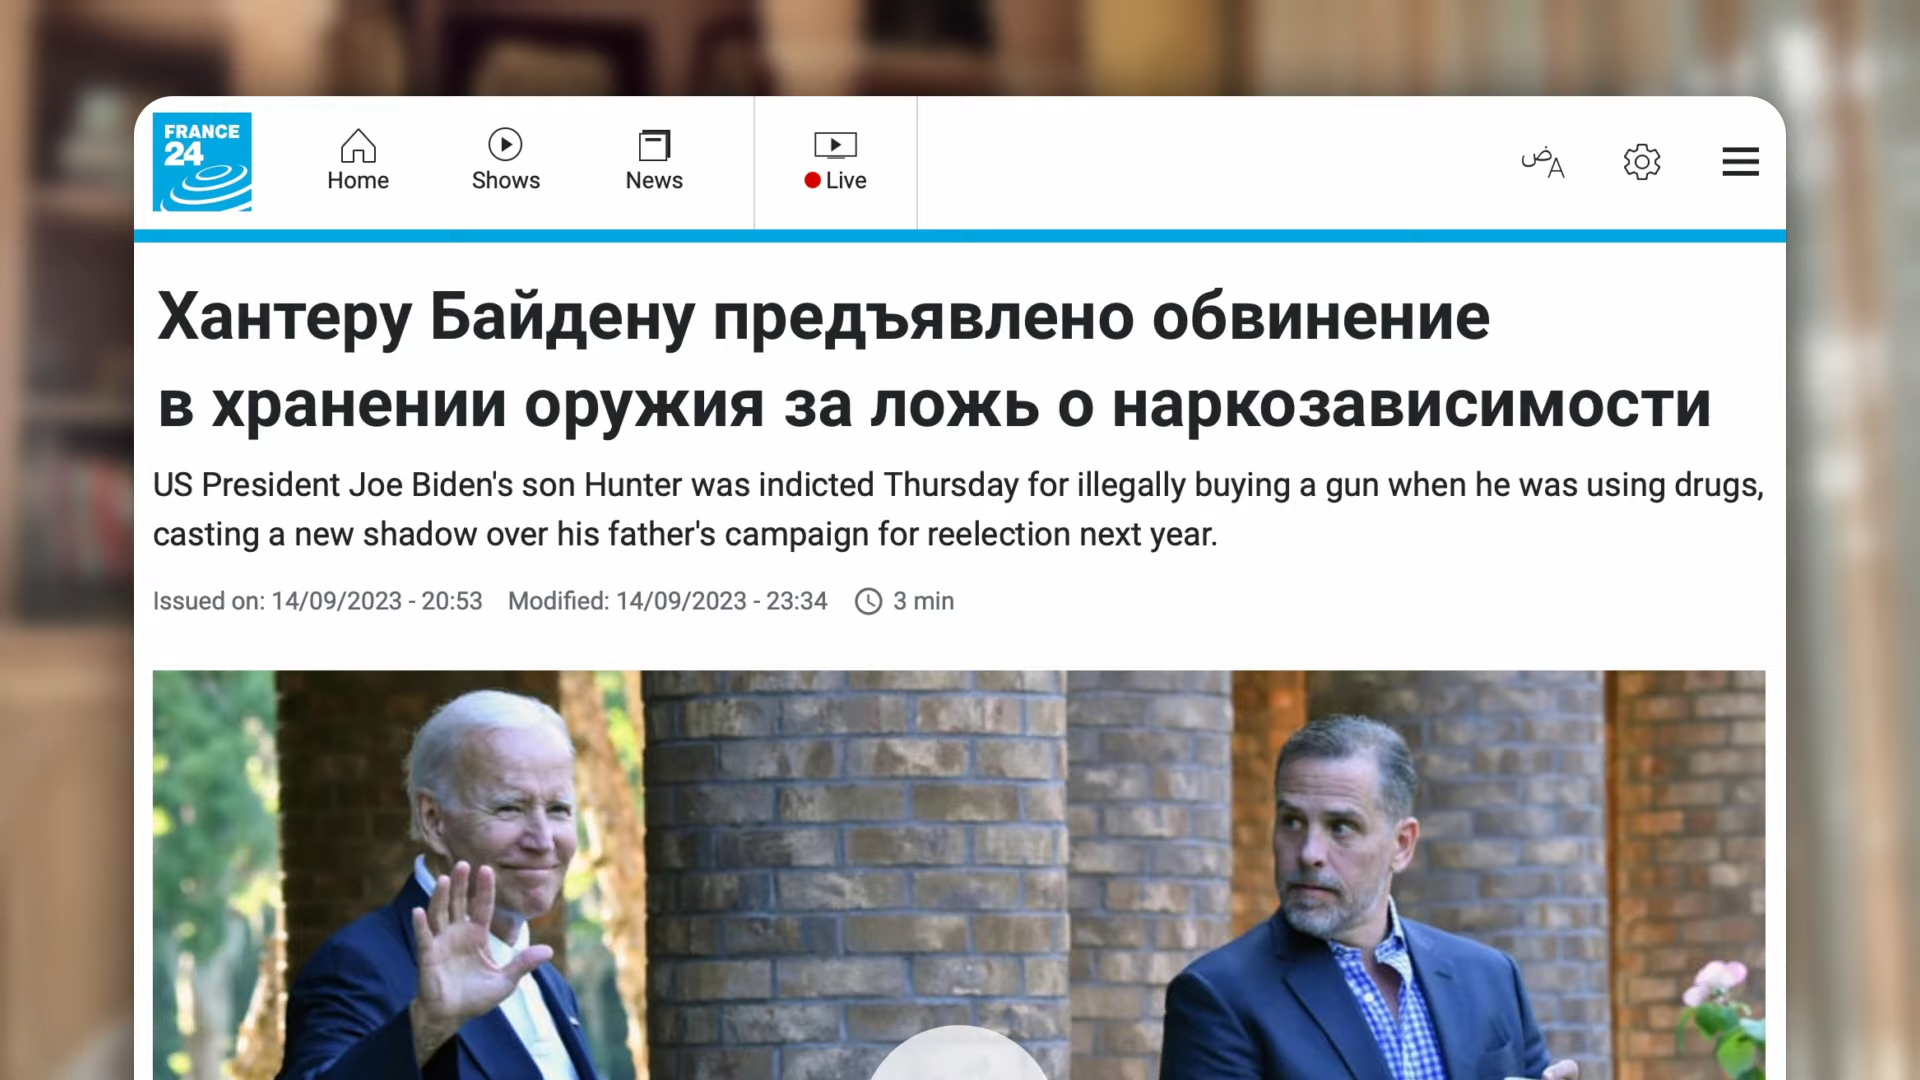 FRANCE
24
Home
Shows
News
Live
ضA
Хантеру Байдену предъявлено обвинение
в хранении оружия за ложь о наркозависимости
US President Joe Biden's son Hunter was indicted Thursday for illegally buying a gun when he was using drugs,
casting a new shadow over his father's campaign for reelection next year.
Issued on: 14/09/2023 - 20:53 Modified: 14/09/2023 - 23:34 3 min